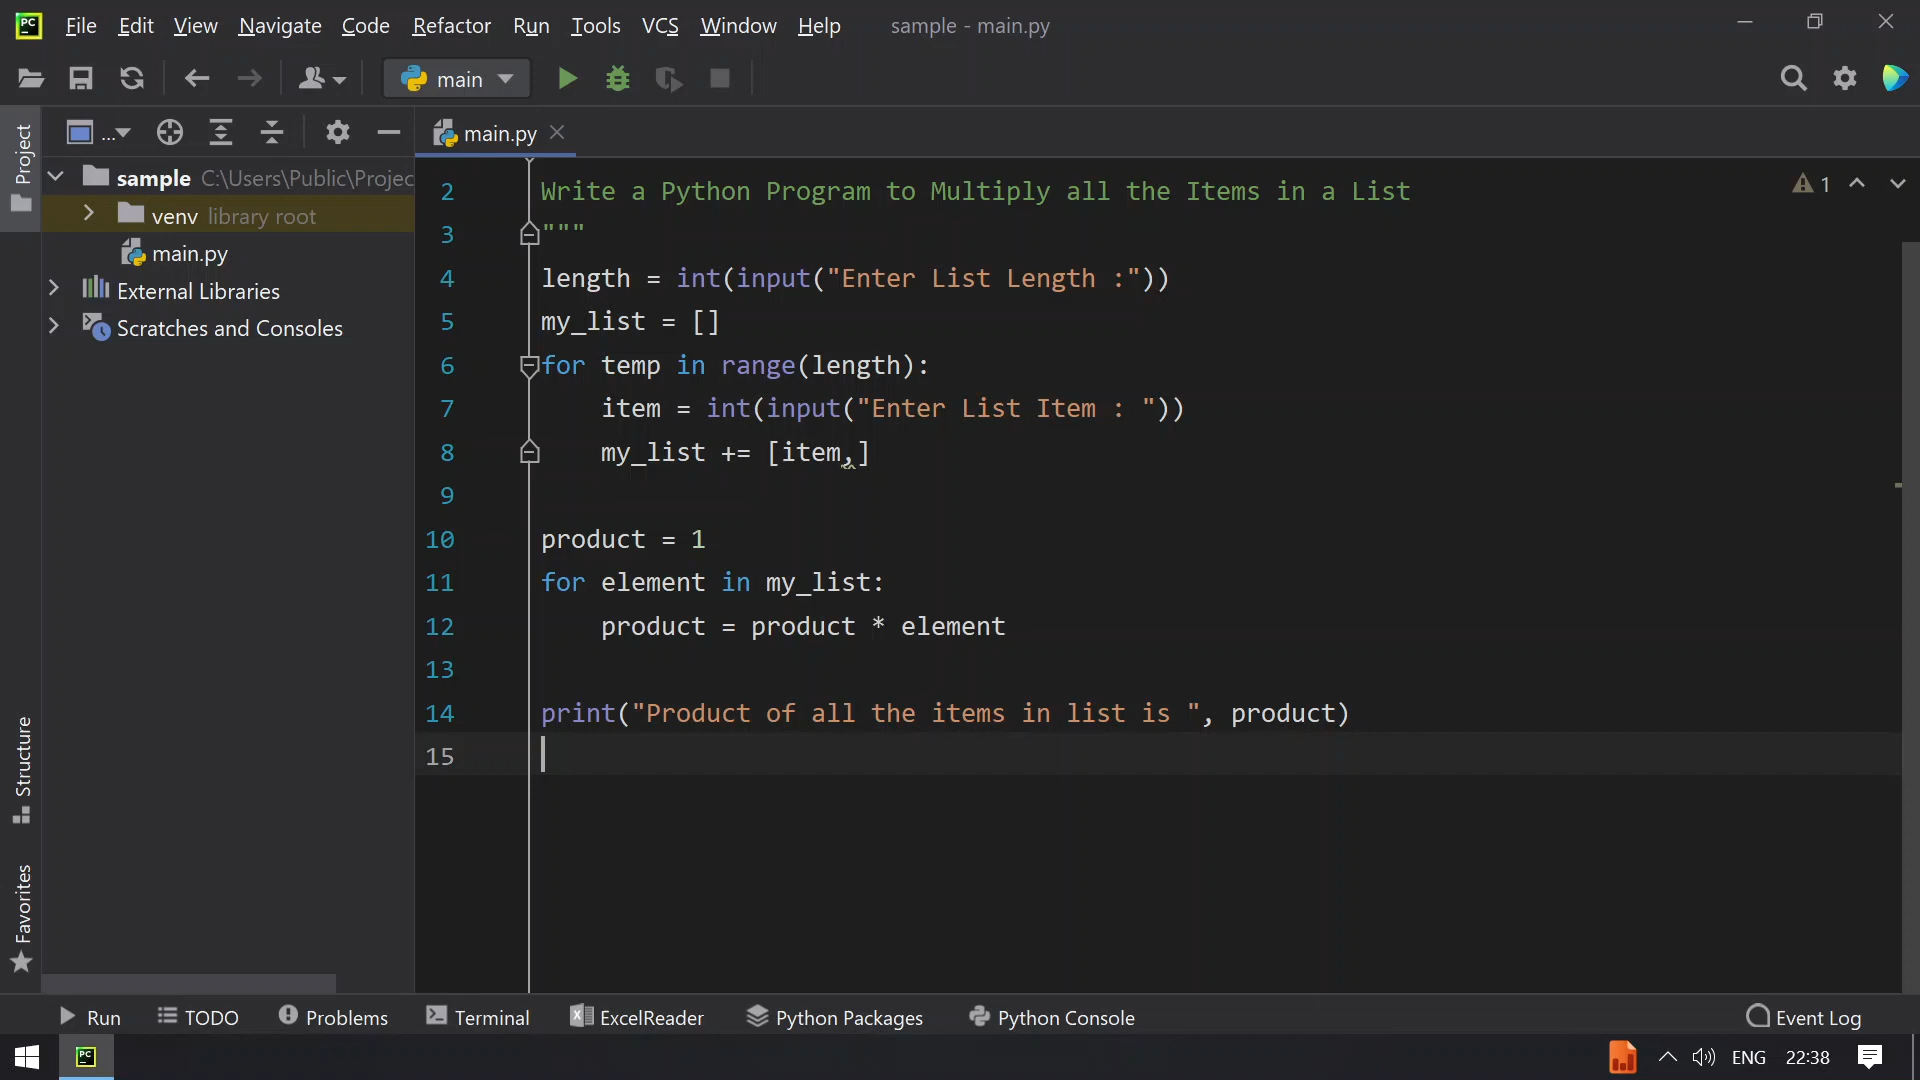 PC File Edit View Navigate Code Refactor Run Tools VCS Window Help sample - main.py
main
Project
... main.py
sample C:\Users\Public\Projec
venv library root
main.py
External Libraries
Scratches and Consoles
Structure
Favorites
2 Write a Python Program to Multiply all the Items in a List
3 """
4 length = int(input("Enter List Length :"))
5 my_list = []
6 for temp in range(length):
7 item = int(input("Enter List Item : "))
8 my_list += [item,]
9
10 product = 1
11 for element in my_list:
12 product = product * element
13
14 print("Product of all the items in list is ", product)
15
1
Run TODO Problems Terminal ExcelReader Python Packages Python Console Event Log
PC ENG 22:38